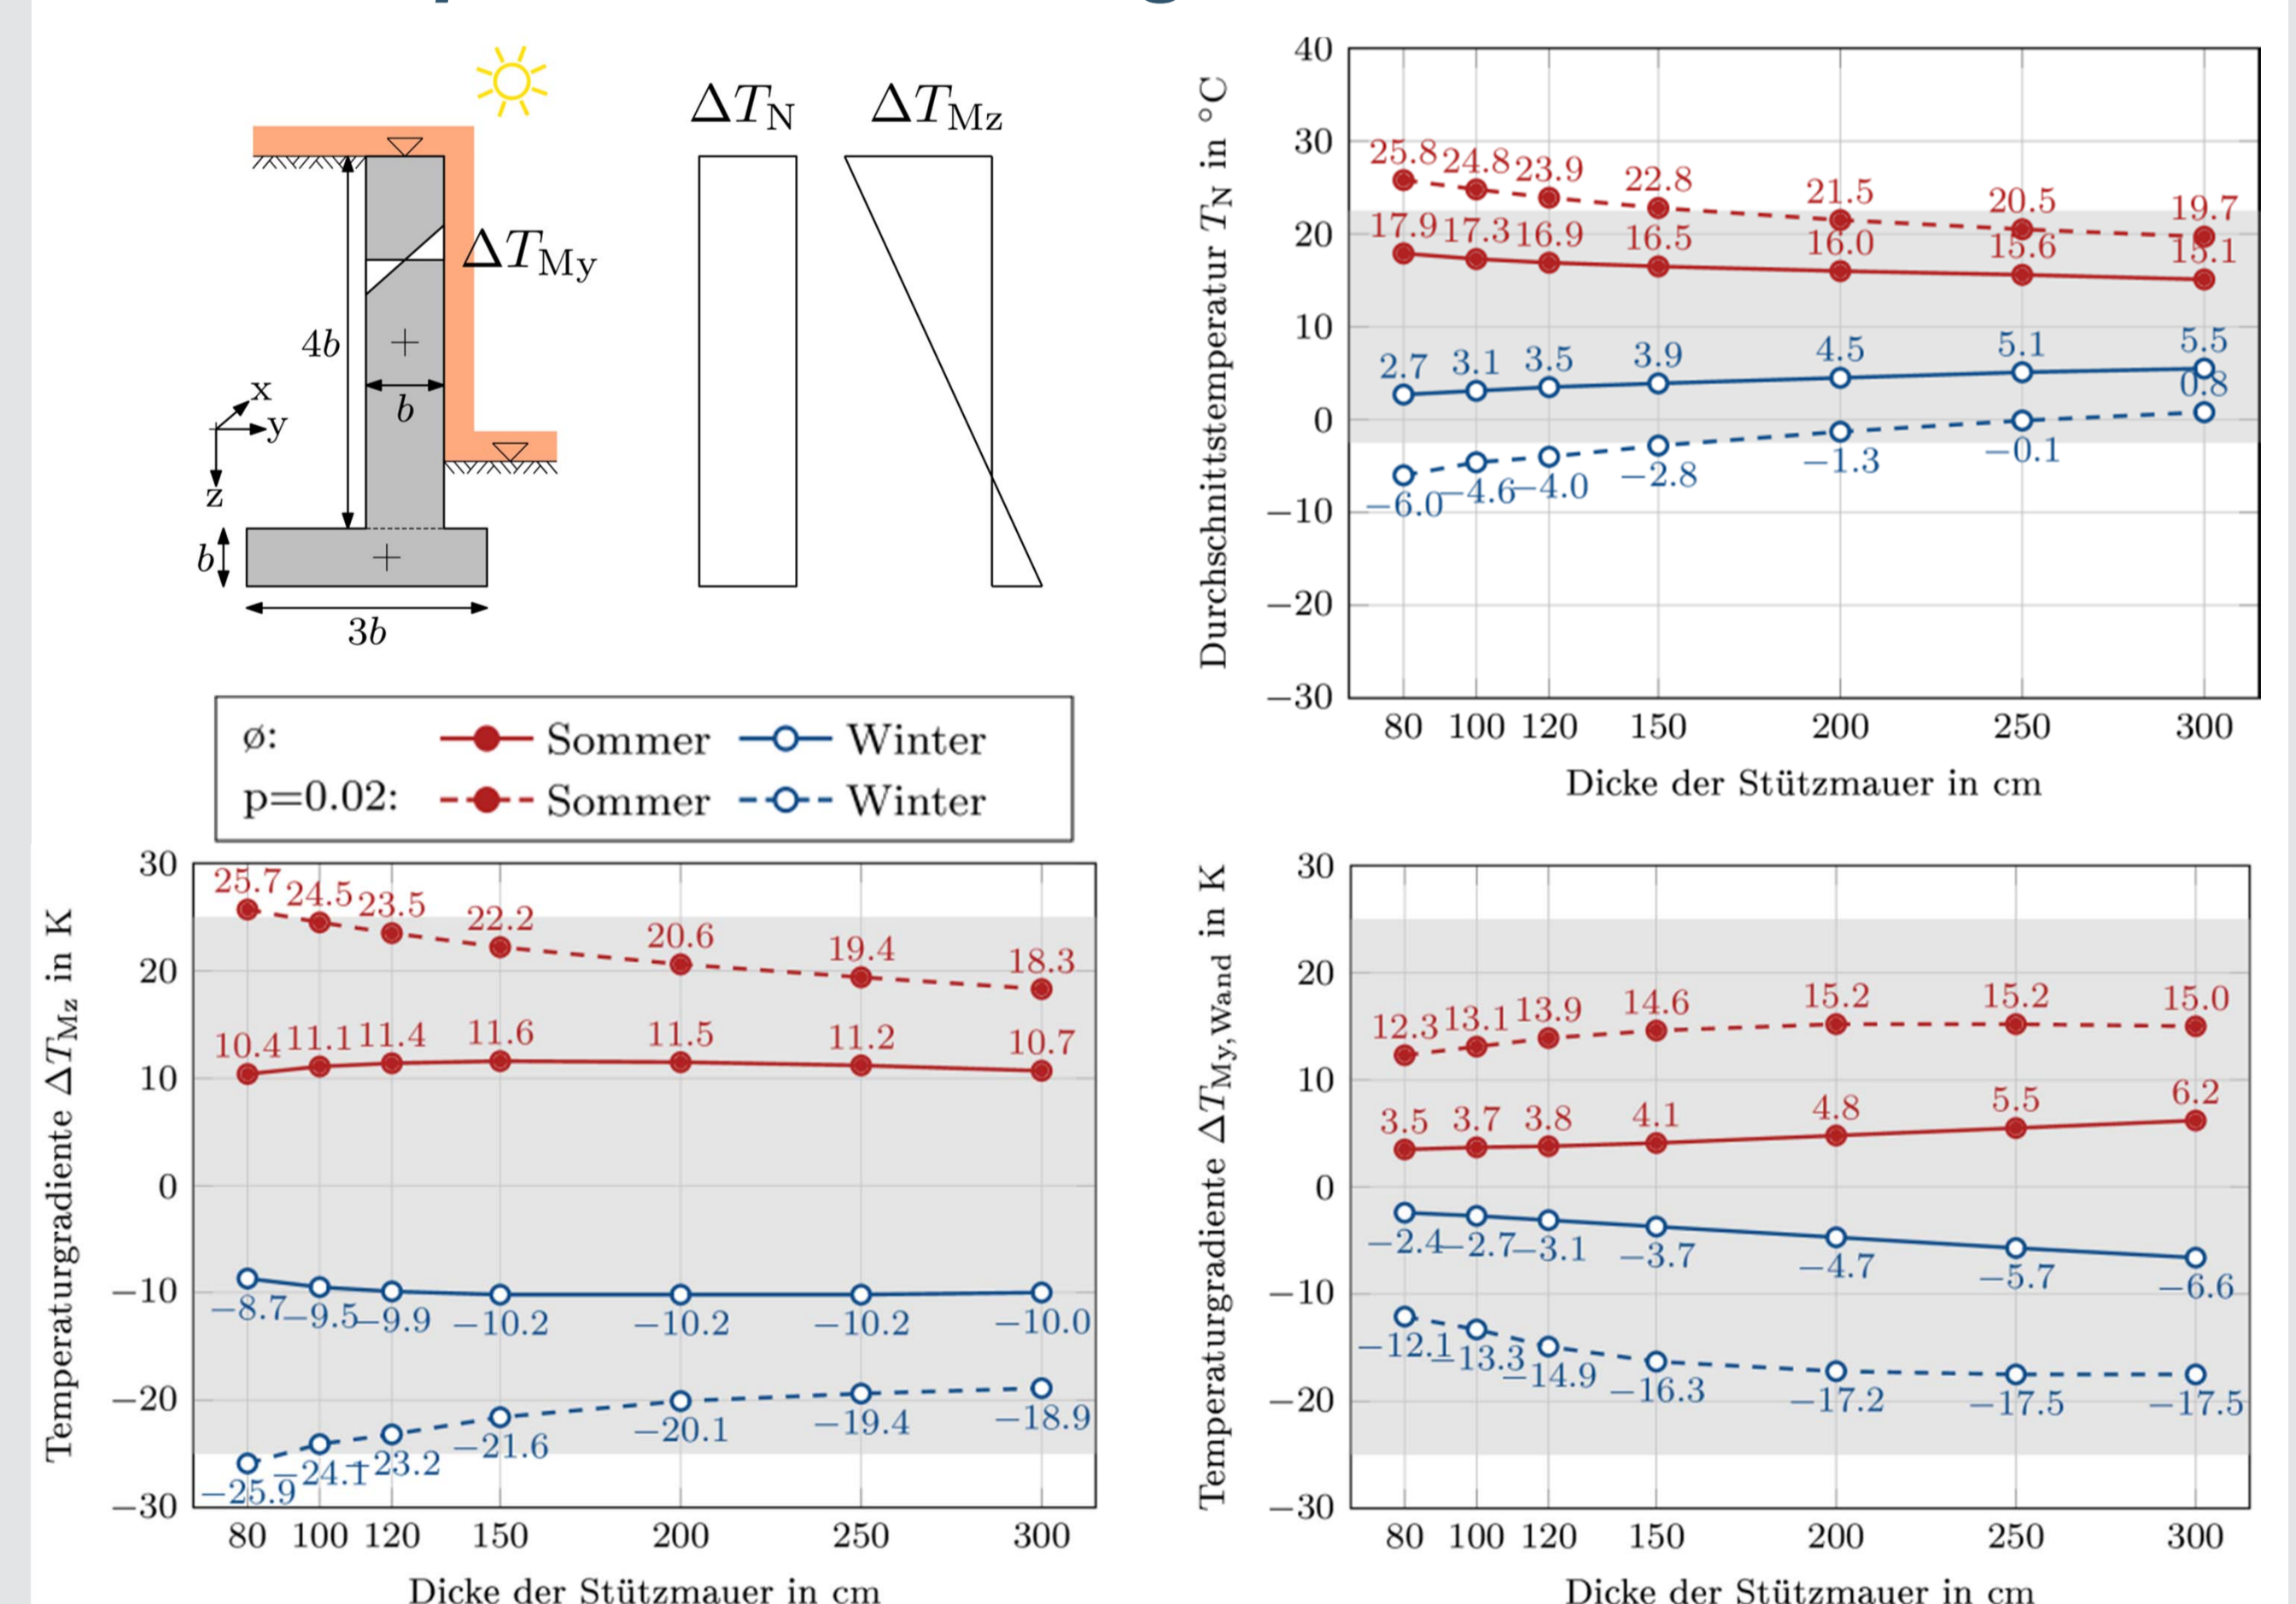 ΔT_N
ΔT_Mz
ΔT_My
4b
b
x
y
z
b
3b
Durchschnittstemperatur T_N in °C
40
30
20
10
0
−10
−20
−30
25.8 24.8 23.9 22.8 21.5 20.5 19.7
17.9 17.3 16.9 16.5 16.0 15.6 15.1
2.7 3.1 3.5 3.9 4.5 5.1 5.5
−6.0 −4.6 −4.0 −2.8 −1.3 −0.1 0.8
80 100 120 150 200 250 300
Dicke der Stützmauer in cm
ø: Sommer Winter
p=0.02: Sommer Winter
Temperaturgradiente ΔT_Mz in K
30
20
10
0
−10
−20
−30
25.7 24.5 23.5 22.2 20.6 19.4 18.3
10.4 11.1 11.4 11.6 11.5 11.2 10.7
−8.7 −9.5 −9.9 −10.2 −10.2 −10.2 −10.0
−25.9 −24.1 −23.2 −21.6 −20.1 −19.4 −18.9
80 100 120 150 200 250 300
Dicke der Stützmauer in cm
Temperaturgradiente ΔT_My,Wand in K
30
20
10
0
−10
−20
−30
12.3 13.1 13.9 14.6 15.2 15.2 15.0
3.5 3.7 3.8 4.1 4.8 5.5 6.2
−2.4 −2.7 −3.1 −3.7 −4.7 −5.7 −6.6
−12.1 −13.3 −14.9 −16.3 −17.2 −17.5 −17.5
80 100 120 150 200 250 300
Dicke der Stützmauer in cm